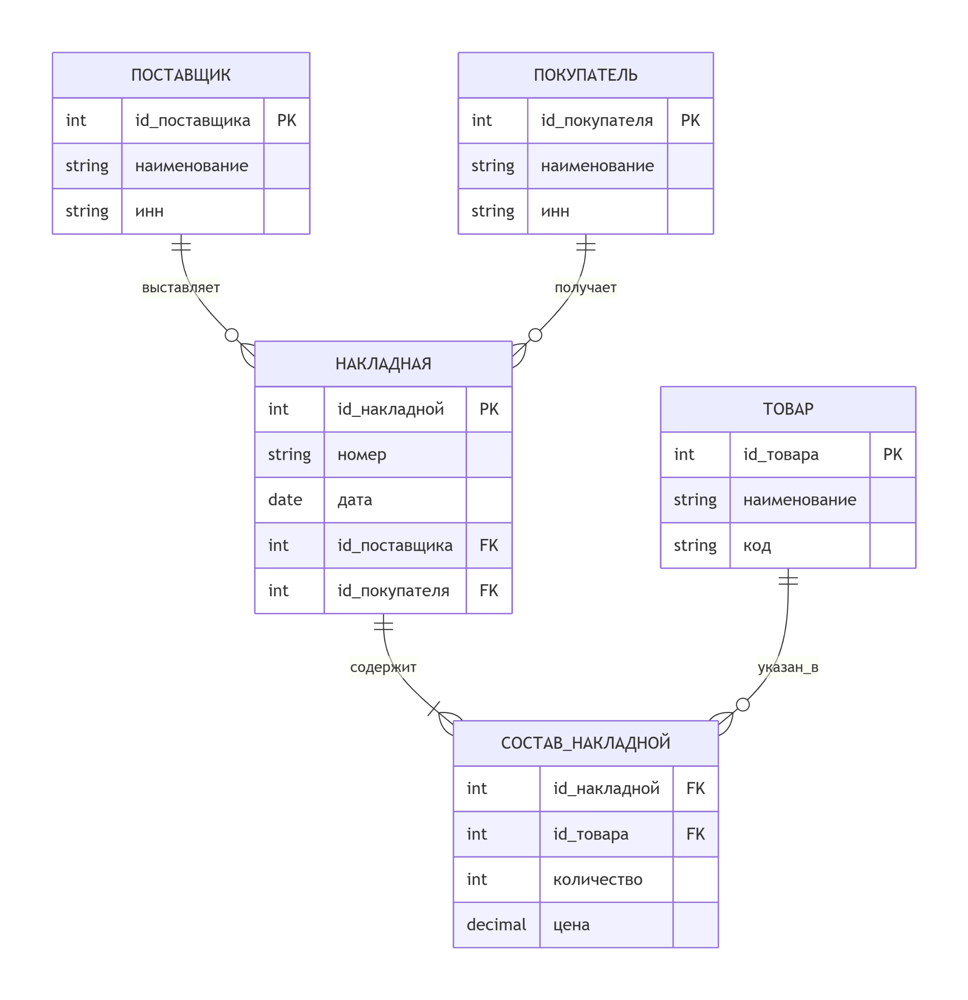 ПОСТАВЩИК
int id_поставщика PK
string наименование
string инн
ПОКУПАТЕЛЬ
int id_покупателя PK
string наименование
string инн
выставляет
получает
НАКЛАДНАЯ
int id_накладной PK
string номер
date дата
int id_поставщика FK
int id_покупателя FK
ТОВАР
int id_товара PK
string наименование
string код
содержит
указан_в
СОСТАВ_НАКЛАДНОЙ
int id_накладной FK
int id_товара FK
int количество
decimal цена